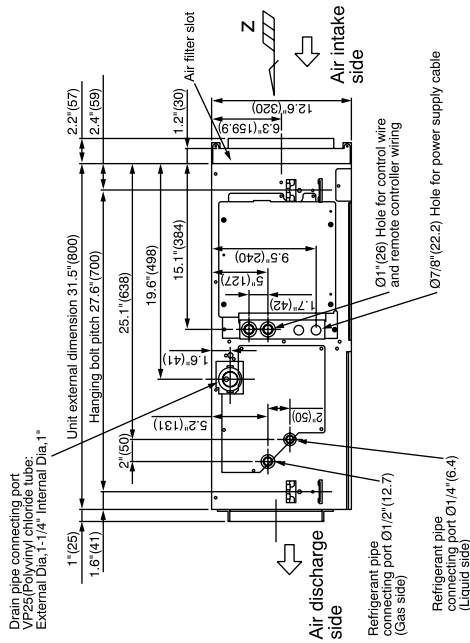 Drain pipe connecting port
VP25(Polyvinyl chloride tube:
External Dia,1-1/4" Internal Dia,1"
1"(25)
Unit external dimension 31.5"(800)
2.2"(57)
1.6"(41)
Hanging bolt pitch 27.6"(700)
2.4"(59)
25.1"(638)
1.2"(30)
2"(50)
19.6"(498)
Air filter slot
15.1"(384)
1.6"(41)
5.2"(131)
2"(50)
5"(127)
9.5"(240)
1.7"(42)
6.3"(159.9)
12.6"(320)
Z
Air intake
side
Air discharge
side
Ø1"(26) Hole for control wire
and remote controller wiring
Ø7/8"(22.2) Hole for power supply cable
Refrigerant pipe
connecting port Ø1/2"(12.7)
(Gas side)
Refrigerant pipe
connecting port Ø1/4"(6.4)
(Liquid side)